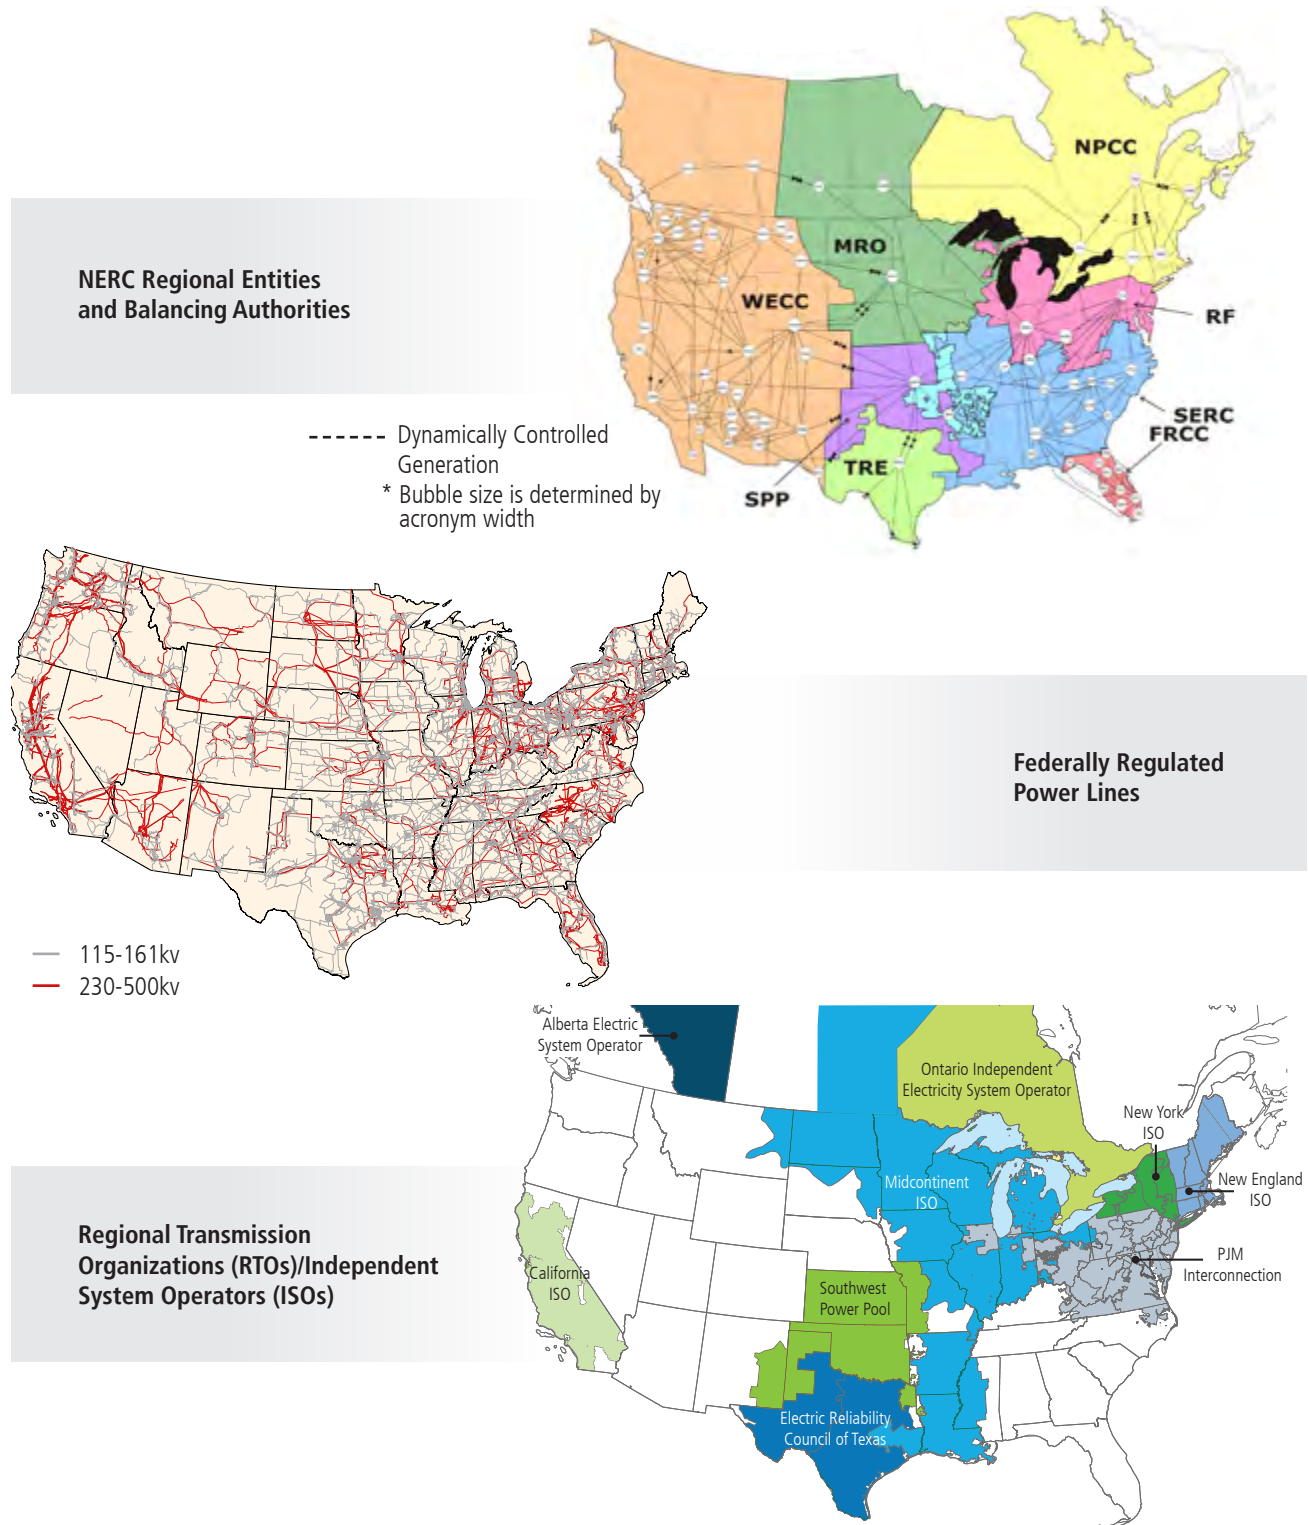 NPCC
MRO
WECC
RF
SERC
FRCC
TRE
SPP
NERC Regional Entities
and Balancing Authorities
Dynamically Controlled
Generation
* Bubble size is determined by
acronym width
Federally Regulated
Power Lines
115-161kv
230-500kv
Alberta Electric
System Operator
Ontario Independent
Electricity System Operator
New York
ISO
Midcontinent
ISO
New England
ISO
PJM
Interconnection
California
ISO
Southwest
Power Pool
Electric Reliability
Council of Texas
Regional Transmission
Organizations (RTOs)/Independent
System Operators (ISOs)